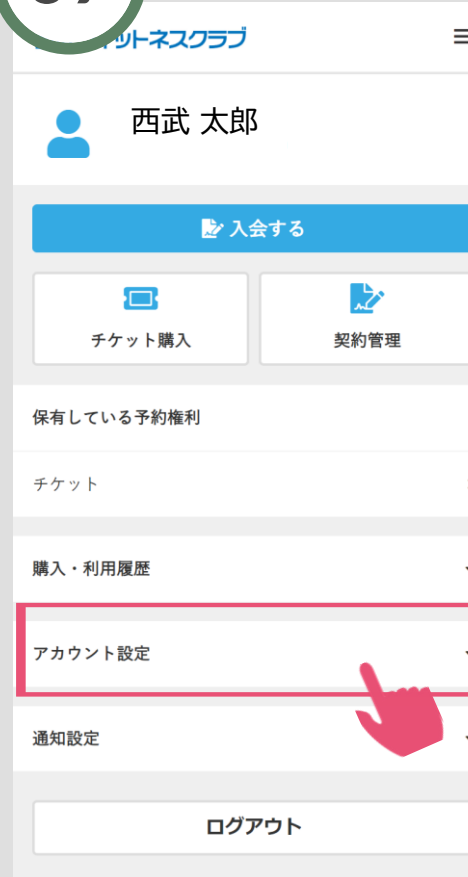 ットネスクラブ
西武 太郎
入会する
チケット購入
契約管理
保有している予約権利
チケット
購入・利用履歴
アカウント設定
通知設定
ログアウト